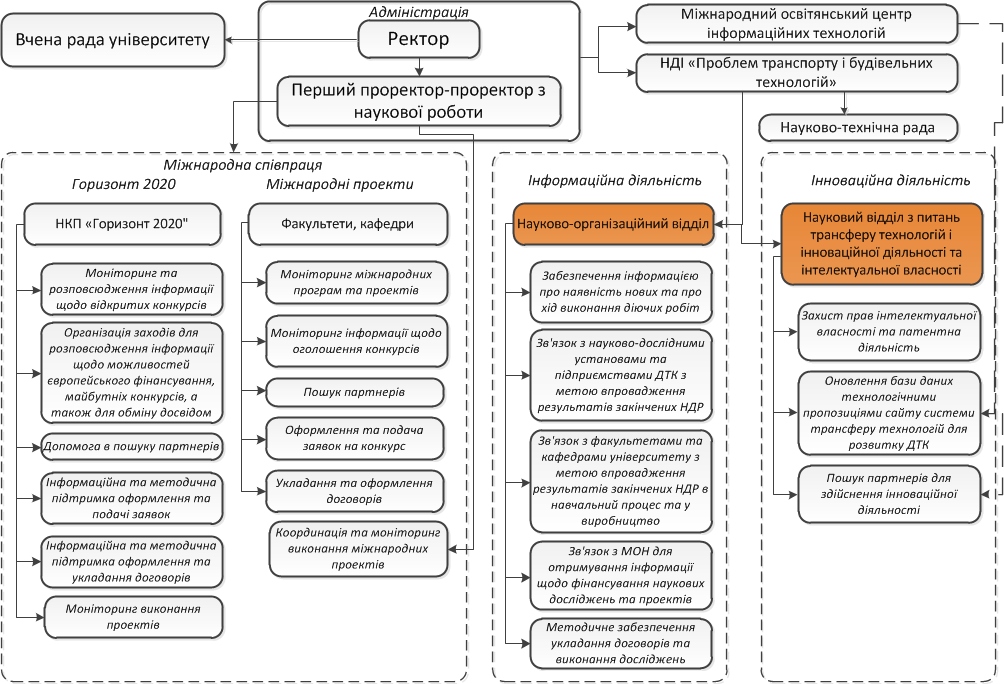 Адміністрація
Вчена рада університету
Ректор
Перший проректор-проректор з
наукової роботи
Міжнародний освітянський центр
інформаційних технологій
НДІ «Проблем транспорту і будівельних
технологій»
Науково-технічна рада
Міжнародна співпраця
Горизонт 2020
НКП «Горизонт 2020"
Моніторинг та
розповсюдження інформації
щодо відкритих конкурсів
Організація заходів для
розповсюдження інформації
щодо можливостей
європейського фінансування,
майбутніх конкурсів, а
також для обміну досвідом
Допомога в пошуку партнерів
Інформаційна та методична
підтримка оформлення та
подачі заявок
Інформаційна та методична
підтримка оформлення та
укладання договорів
Моніторинг виконання
проектів
Міжнародні проекти
Факультети, кафедри
Моніторинг міжнародних
програм та проектів
Моніторинг інформації щодо
оголошення конкурсів
Пошук партнерів
Оформлення та подача
заявок на конкурс
Укладання та оформлення
договорів
Координація та моніторинг
виконання міжнародних
проектів
Інформаційна діяльність
Науково-організаційний відділ
Забезпечення інформацією
про наявність нових та про
хід виконання діючих робіт
Зв'язок з науково-дослідними
установами та
підприємствами ДТК з
метою впровадження
результатів закінчених НДР
Зв'язок з факультетами та
кафедрами університету з
метою впровадження
результатів закінчених НДР в
навчальний процес та у
виробництво
Зв'язок з МОН для
отримування інформації
щодо фінансування наукових
досліджень та проектів
Методичне забезпечення
укладання договорів та
виконання досліджень
Інноваційна діяльність
Науковий відділ з питань
трансферу технологій і
інноваційної діяльності та
інтелектуальної власності
Захист прав інтелектуальної
власності та патентна
діяльність
Оновлення бази даних
технологічними
пропозиціями сайту системи
трансферу технологій для
розвитку ДТК
Пошук партнерів для
здійснення інноваційної
діяльності